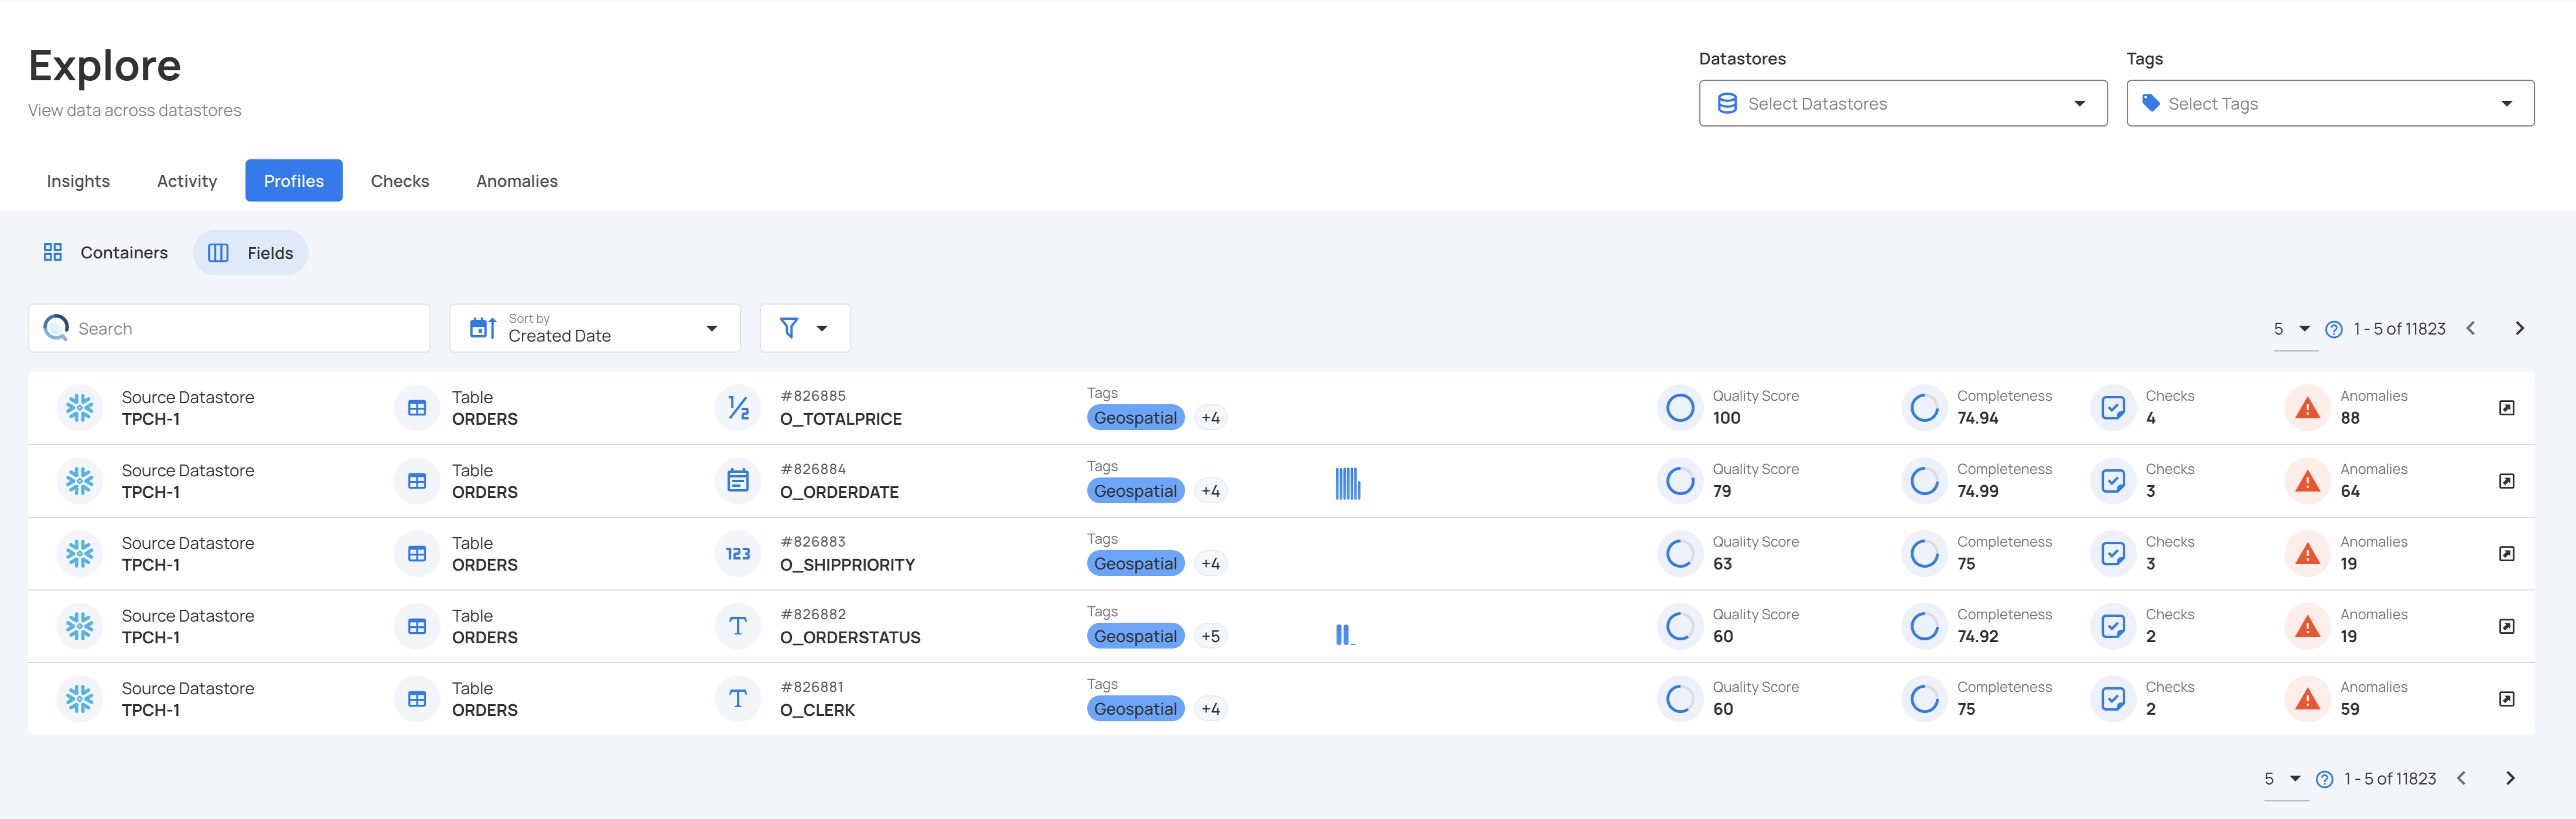 Explore
View data across datastores
Datastores
Select Datastores
Tags
Select Tags
Insights
Activity
Profiles
Checks
Anomalies
Containers
Fields
Search
Sort by
Created Date
5
1 - 5 of 11823
Source Datastore
TPCH-1
Table
ORDERS
1/2
#826885
O_TOTALPRICE
Tags
Geospatial +4
Quality Score
100
Completeness
74.94
Checks
4
Anomalies
88
Source Datastore
TPCH-1
Table
ORDERS
#826884
O_ORDERDATE
Tags
Geospatial +4
Quality Score
79
Completeness
74.99
Checks
3
Anomalies
64
Source Datastore
TPCH-1
Table
ORDERS
123
#826883
O_SHIPPRIORITY
Tags
Geospatial +4
Quality Score
63
Completeness
75
Checks
3
Anomalies
19
Source Datastore
TPCH-1
Table
ORDERS
T
#826882
O_ORDERSTATUS
Tags
Geospatial +5
Quality Score
60
Completeness
74.92
Checks
2
Anomalies
19
Source Datastore
TPCH-1
Table
ORDERS
T
#826881
O_CLERK
Tags
Geospatial +4
Quality Score
60
Completeness
75
Checks
2
Anomalies
59
5
1 - 5 of 11823